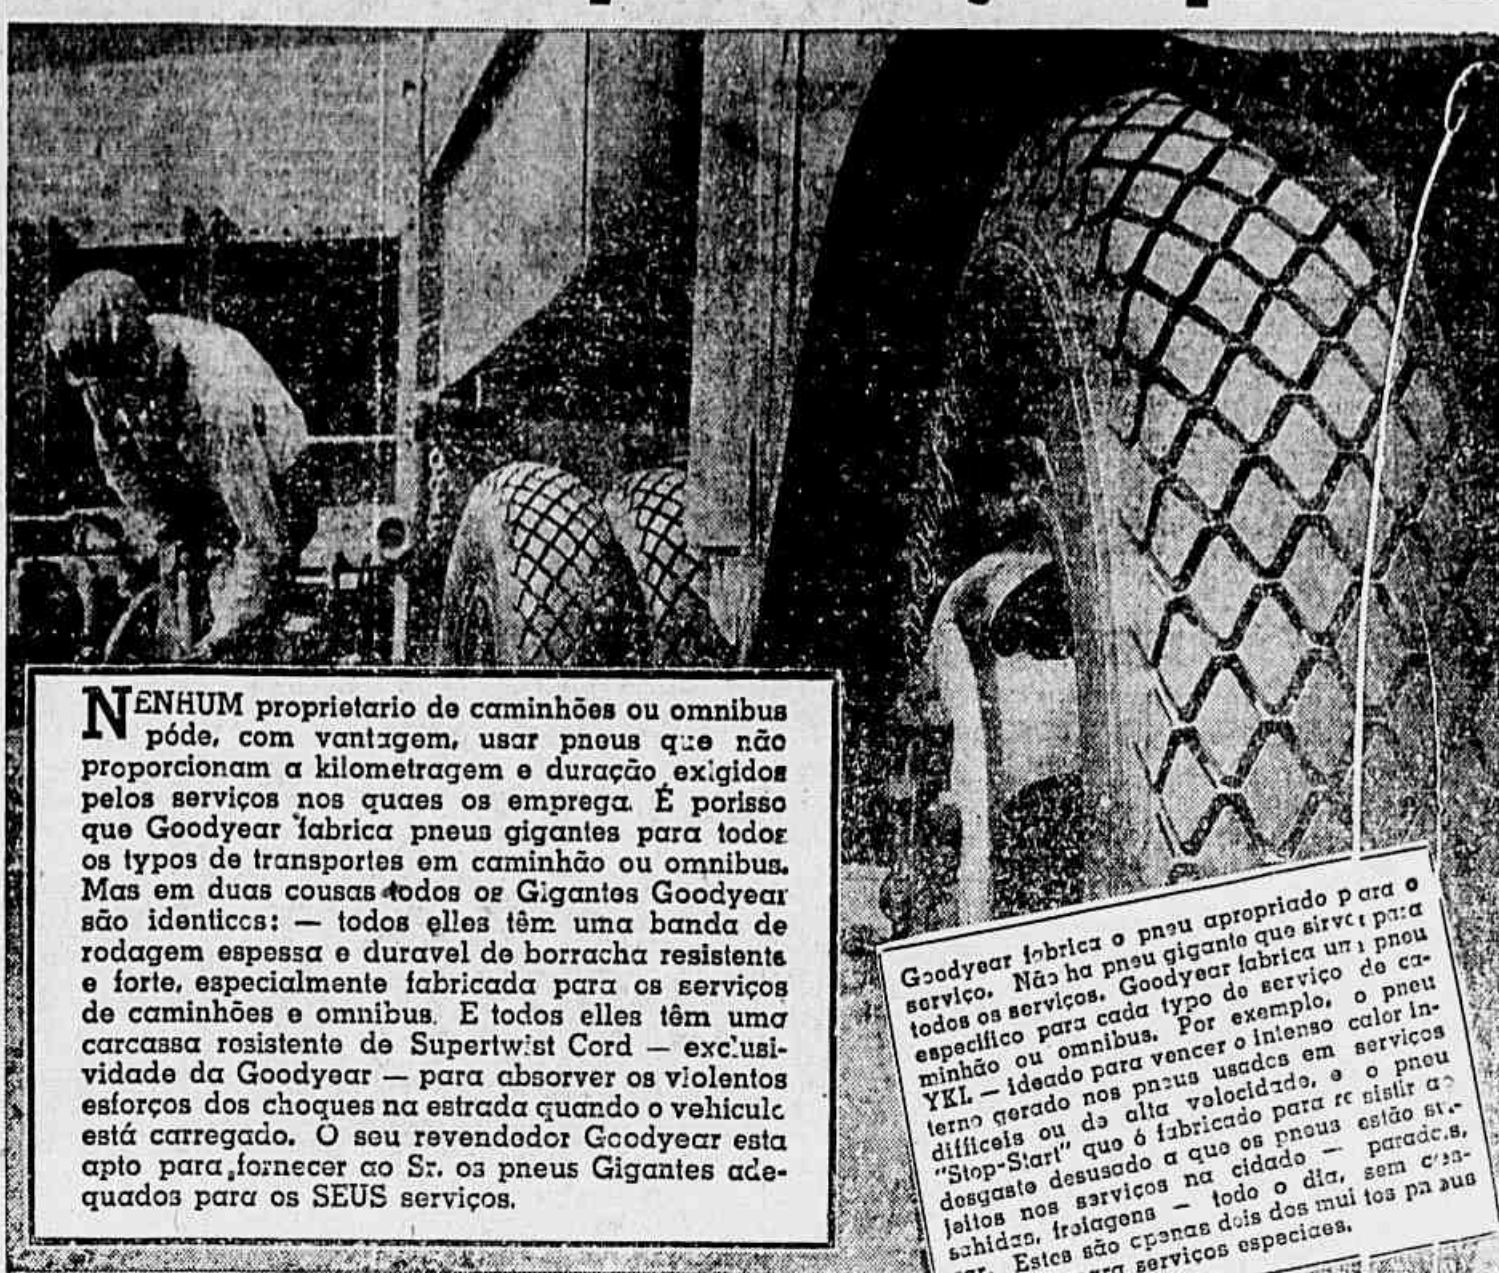 NENHUM proprietario de caminhões ou omnibus
póde, com vantagem, usar pneus que não
proporcionam a kilometragem e duração exigidos
pelos serviços nos quaes os emprega. É porisso
que Goodyear fabrica pneus gigantes para todos
os typos de transportes em caminhão ou omnibus.
Mas em duas cousas todos os Gigantes Goodyear
são identicos: — todos elles têm uma banda de
rodagem espessa e duravel de borracha resistente
e forte, especialmente fabricada para os serviços
de caminhões e omnibus. E todos elles têm uma
carcassa resistente de Supertwist Cord — exclusi-
vidade da Goodyear — para absorver os violentos
esforços dos choques na estrada quando o vehiculo
está carregado. O seu revendedor Goodyear esta
apto para fornecer ao Sr. os pneus Gigantes ade-
quados para os SEUS serviços.
Goodyear fabrica o pneu apropriado para o
serviço. Não ha pneu gigante que sirva para
todos os serviços. Goodyear fabrica um pneu
especifico para cada typo de serviço de ca-
minhão ou omnibus. Por exemplo, o pneu
YKL — ideado para vencer o intenso calor in-
terno gerado nos pneus usados em serviços
difficeis ou de alta velocidade, e o pneu
"Stop-Start" que é fabricado para resistir ao
desgaste desusado a que os pneus estão su-
jeitos nos serviços na cidade — paradas,
sahidas, freiagens — todo o dia, sem cen-
sar. Estes são apenas dois dos muitos pneus
para serviços especiaes.